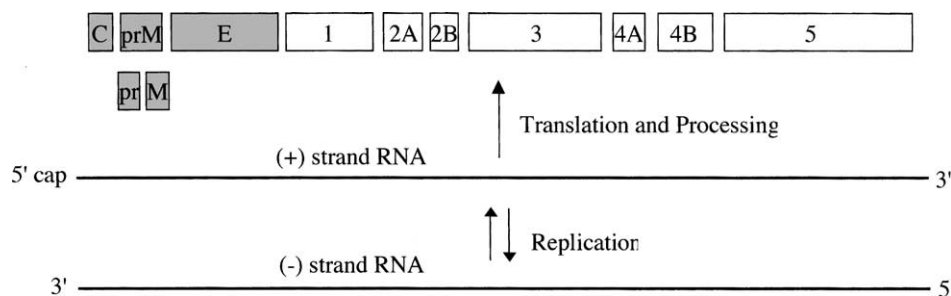 C prM E 1 2A 2B 3 4A 4B 5
pr M
Translation and Processing
(+) strand RNA
5' cap 3'
Replication
(-) strand RNA
3' 5'